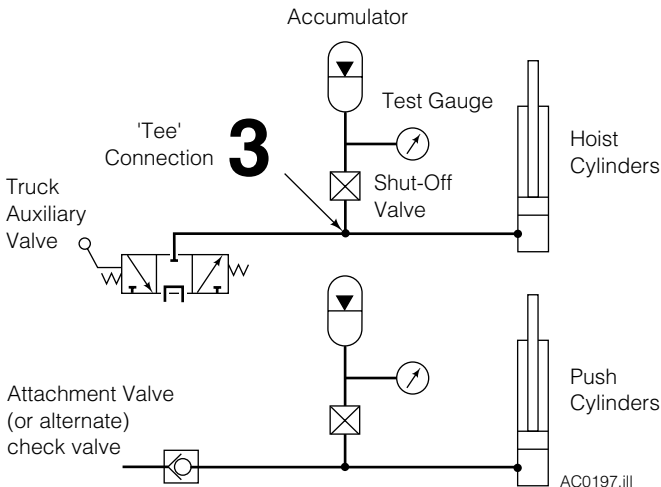 Accumulator
Test Gauge
'Tee'
Connection
3
Hoist
Cylinders
Truck
Auxiliary
Valve
Shut-Off
Valve
Attachment Valve
(or alternate)
check valve
Push
Cylinders
AC0197.ill